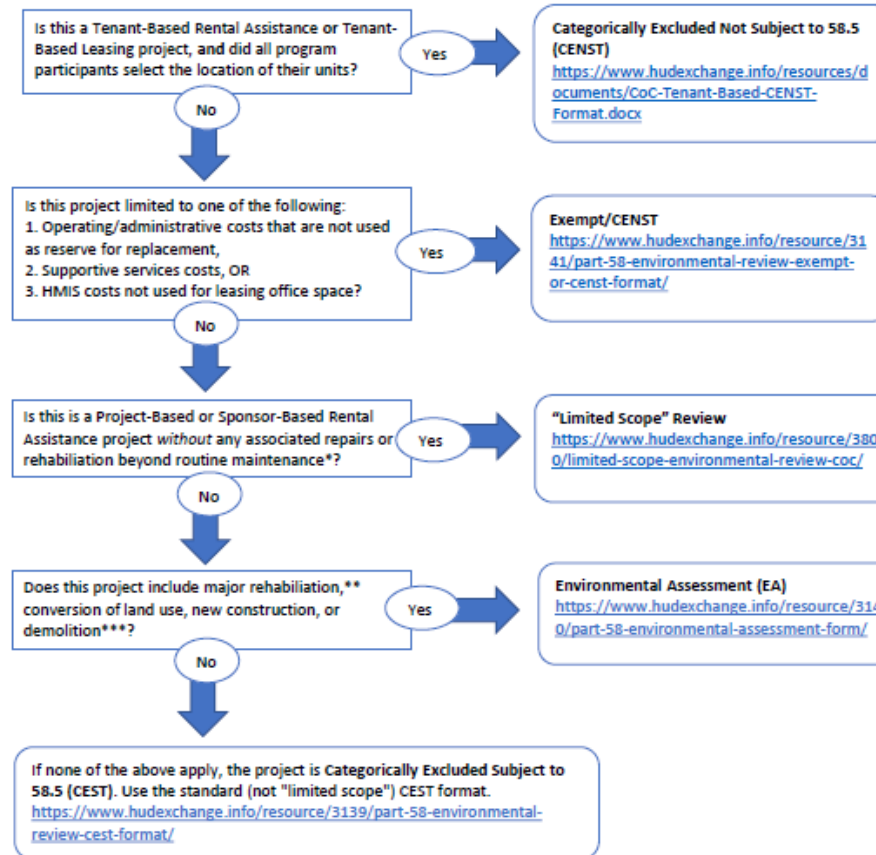 Is this a Tenant-Based Rental Assistance or Tenant-
Based Leasing project, and did all program
participants select the location of their units?
Yes
Categorically Excluded Not Subject to 58.5
(CENST)
https://www.hudexchange.info/resources/d
ocuments/CoC-Tenant-Based-CENST-
Format.docx
No
Is this project limited to one of the following:
1. Operating/administrative costs that are not used
as reserve for replacement,
2. Supportive services costs, OR
3. HMIS costs not used for leasing office space?
Yes
Exempt/CENST
https://www.hudexchange.info/resource/31
41/part-58-environmental-review-exempt-
or-censt-format/
No
Is this is a Project-Based or Sponsor-Based Rental
Assistance project without any associated repairs or
rehabiliation beyond routine maintenance*?
Yes
“Limited Scope” Review
https://www.hudexchange.info/resource/380
0/limited-scope-environmental-review-coc/
No
Does this project include major rehabiliation,**
conversion of land use, new construction, or
demolition***?
Yes
Environmental Assessment (EA)
https://www.hudexchange.info/resource/314
0/part-58-environmental-assessment-form/
No
If none of the above apply, the project is Categorically Excluded Subject to
58.5 (CEST). Use the standard (not "limited scope") CEST format.
https://www.hudexchange.info/resource/3139/part-58-environmental-
review-cest-format/